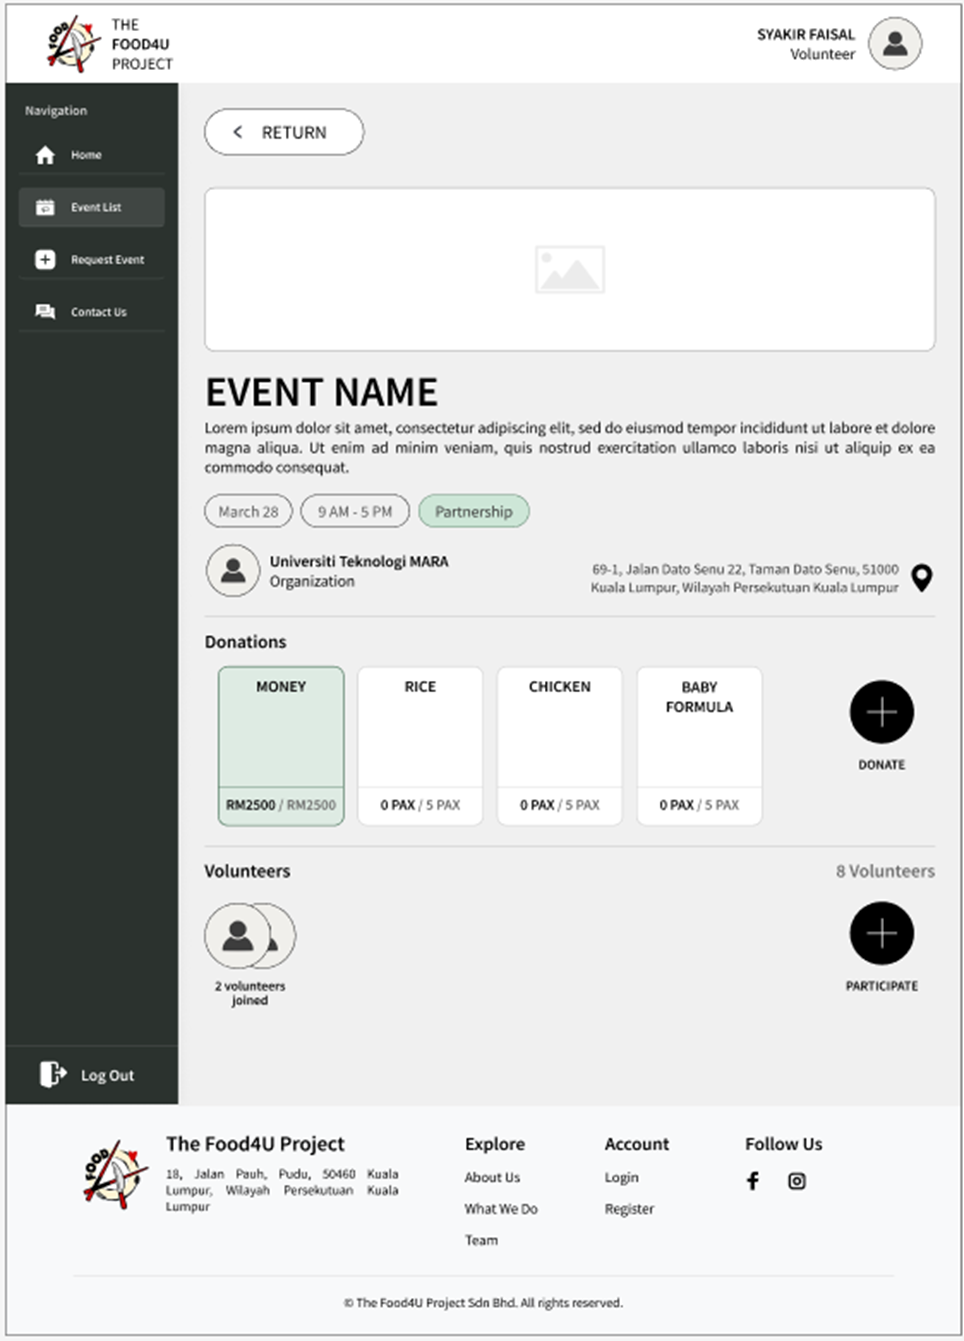 FOOD
THE
FOOD4U
PROJECT
SYAKIR FAISAL
Volunteer
Navigation
Home
Event List
Request Event
Contact Us
Log Out
RETURN
EVENT NAME
Lorem ipsum dolor sit amet, consectetur adipiscing elit, sed do eiusmod tempor incididunt ut labore et dolore
magna aliqua. Ut enim ad minim veniam, quis nostrud exercitation ullamco laboris nisi ut aliquip ex ea
commodo consequat.
March 28
9 AM - 5 PM
Partnership
Universiti Teknologi MARA
Organization
69-1, Jalan Dato Senu 22, Taman Dato Senu, 51000
Kuala Lumpur, Wilayah Persekutuan Kuala Lumpur
Donations
MONEY
RM2500 / RM2500
RICE
0 PAX / 5 PAX
CHICKEN
0 PAX / 5 PAX
BABY
FORMULA
0 PAX / 5 PAX
DONATE
Volunteers
8 Volunteers
2 volunteers
joined
PARTICIPATE
FOOD
The Food4U Project
18, Jalan Pauh, Pudu, 50460 Kuala
Lumpur, Wilayah Persekutuan Kuala
Lumpur
Explore
About Us
What We Do
Team
Account
Login
Register
Follow Us
© The Food4U Project Sdn Bhd. All rights reserved.